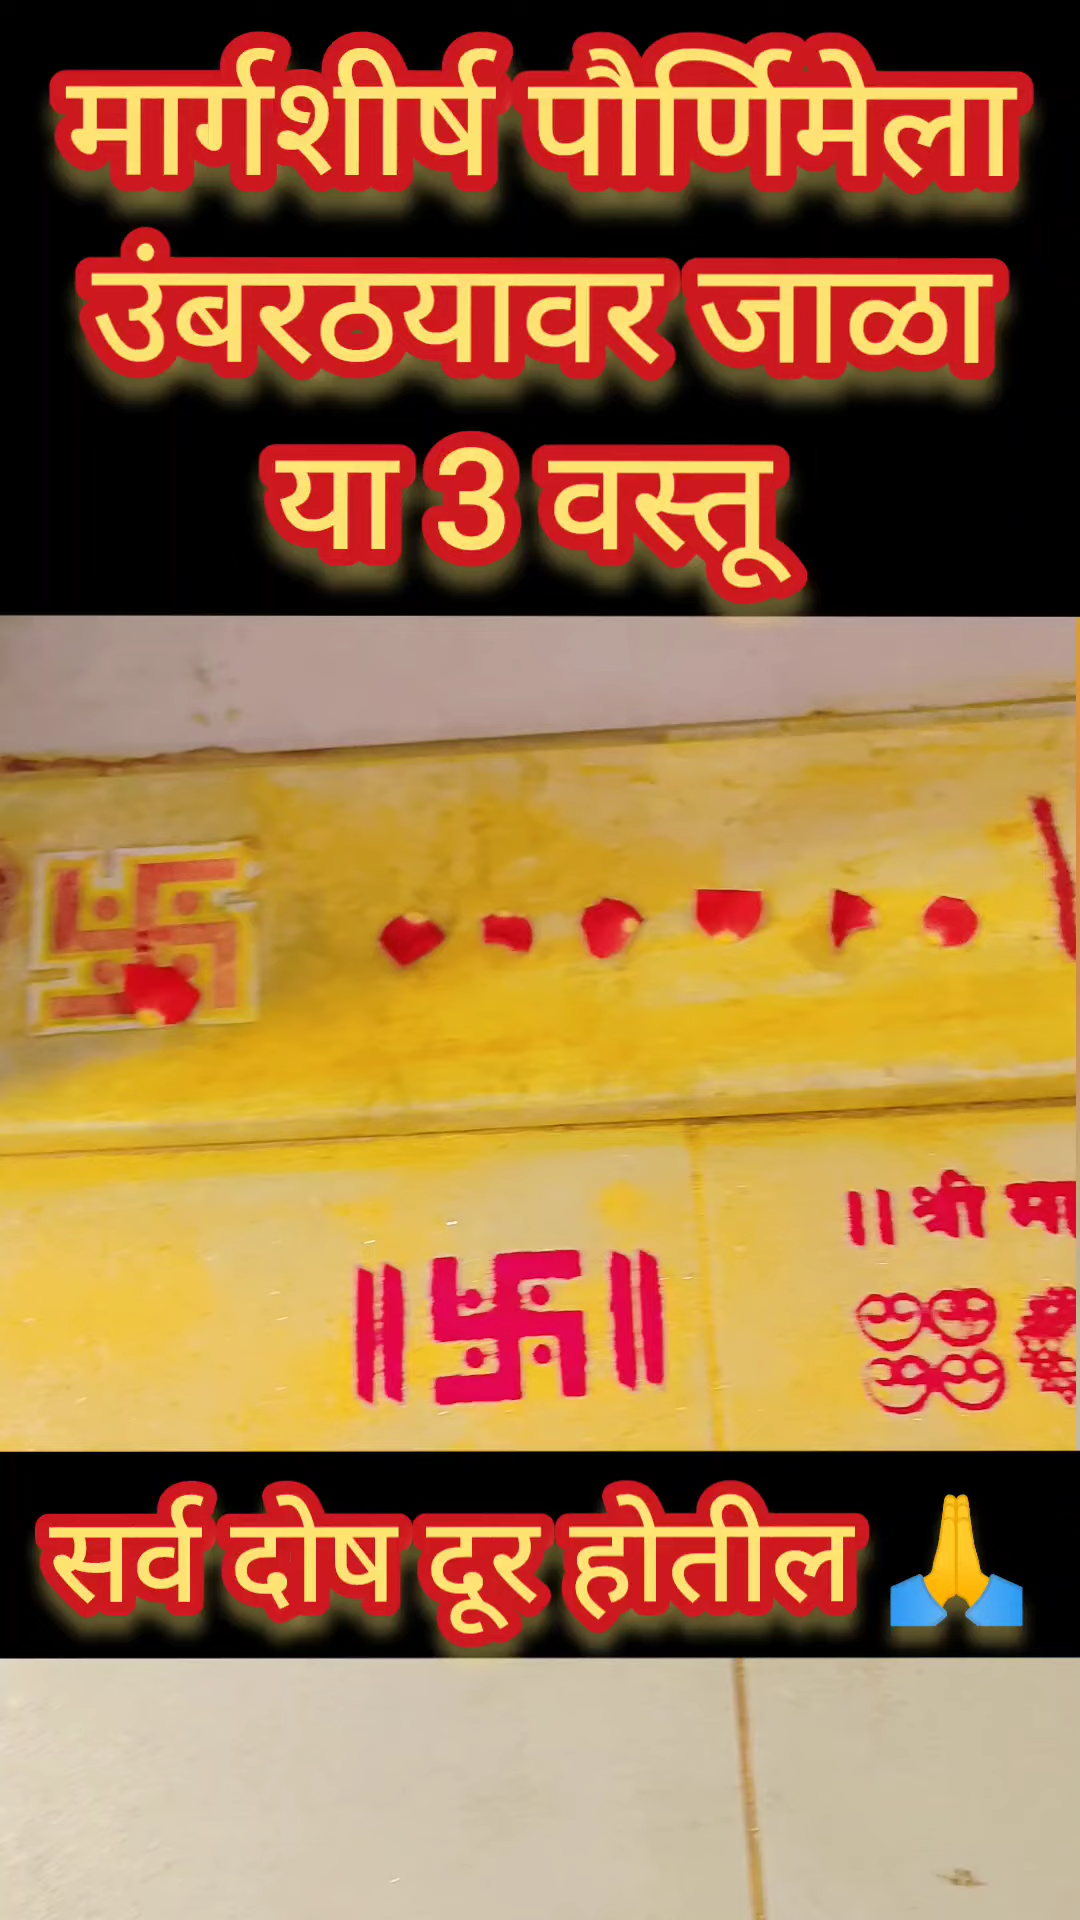 मार्गशीर्ष पौर्णिमेला
उंबरठयावर जाळा
या 3 वस्तू
|| श्री
सर्व दोष दूर होतील 🙏